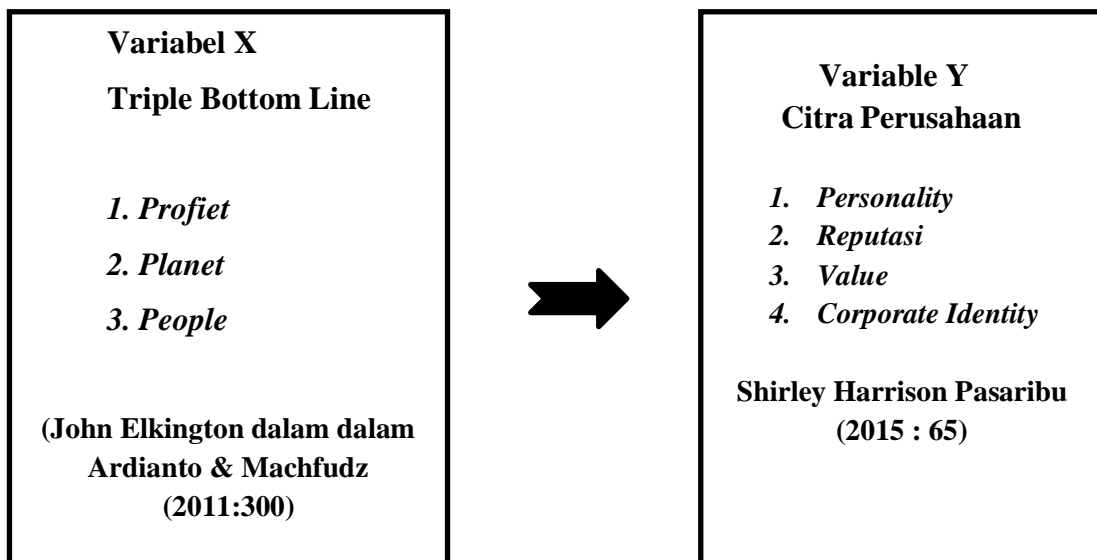 Variabel X
Triple Bottom Line
1. Profiet
2. Planet
3. People
(John Elkington dalam dalam
Ardianto & Machfudz
(2011:300)
Variable Y
Citra Perusahaan
1. Personality
2. Reputasi
3. Value
4. Corporate Identity
Shirley Harrison Pasaribu
(2015 : 65)